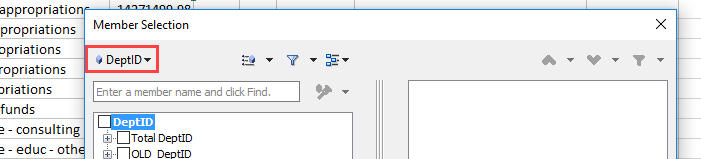 appropriations 14271499.98
propriations
propriations
opriations
ropriations
funds
e - consulting
e - educ - othe
Member Selection
DeptID
Enter a member name and click Find.
DeptID
Total DeptID
OLD_DeptID